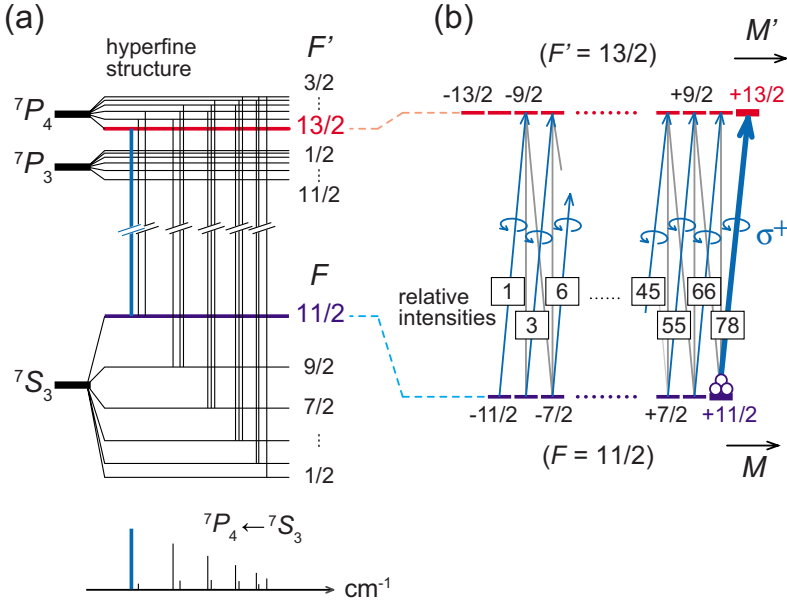 (a)
hyperfine
structure
F'
3/2
⁷P₄
13/2
⁷P₃
1/2
11/2
F
11/2
⁷S₃
9/2
7/2
1/2
⁷P₄ ← ⁷S₃
cm⁻¹
(b)
M'
(F' = 13/2)
-13/2 -9/2 +9/2 +13/2
σ⁺
relative
intensities
1 3 6 ...... 45 55 66 78
-11/2 -7/2 +7/2 +11/2
(F = 11/2)
M